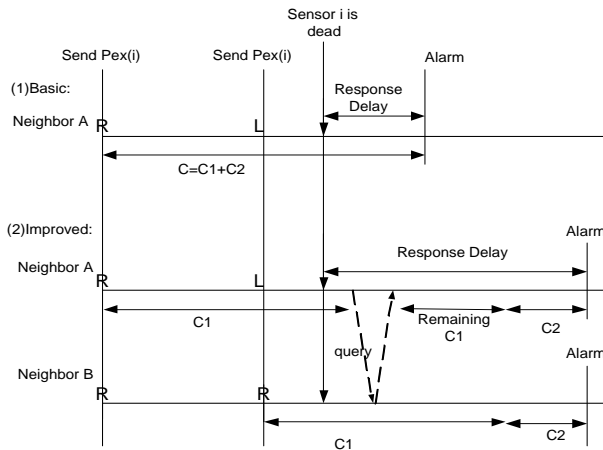 Sensor i is
dead
Send Pex(i)
Send Pex(i)
Alarm
(1)Basic:
Response
Delay
Neighbor A
R
L
C=C1+C2
(2)Improved:
Alarm
Response Delay
Neighbor A
R
L
C1
Remaining
C1
C2
query
Alarm
Neighbor B
R
R
C1
C2